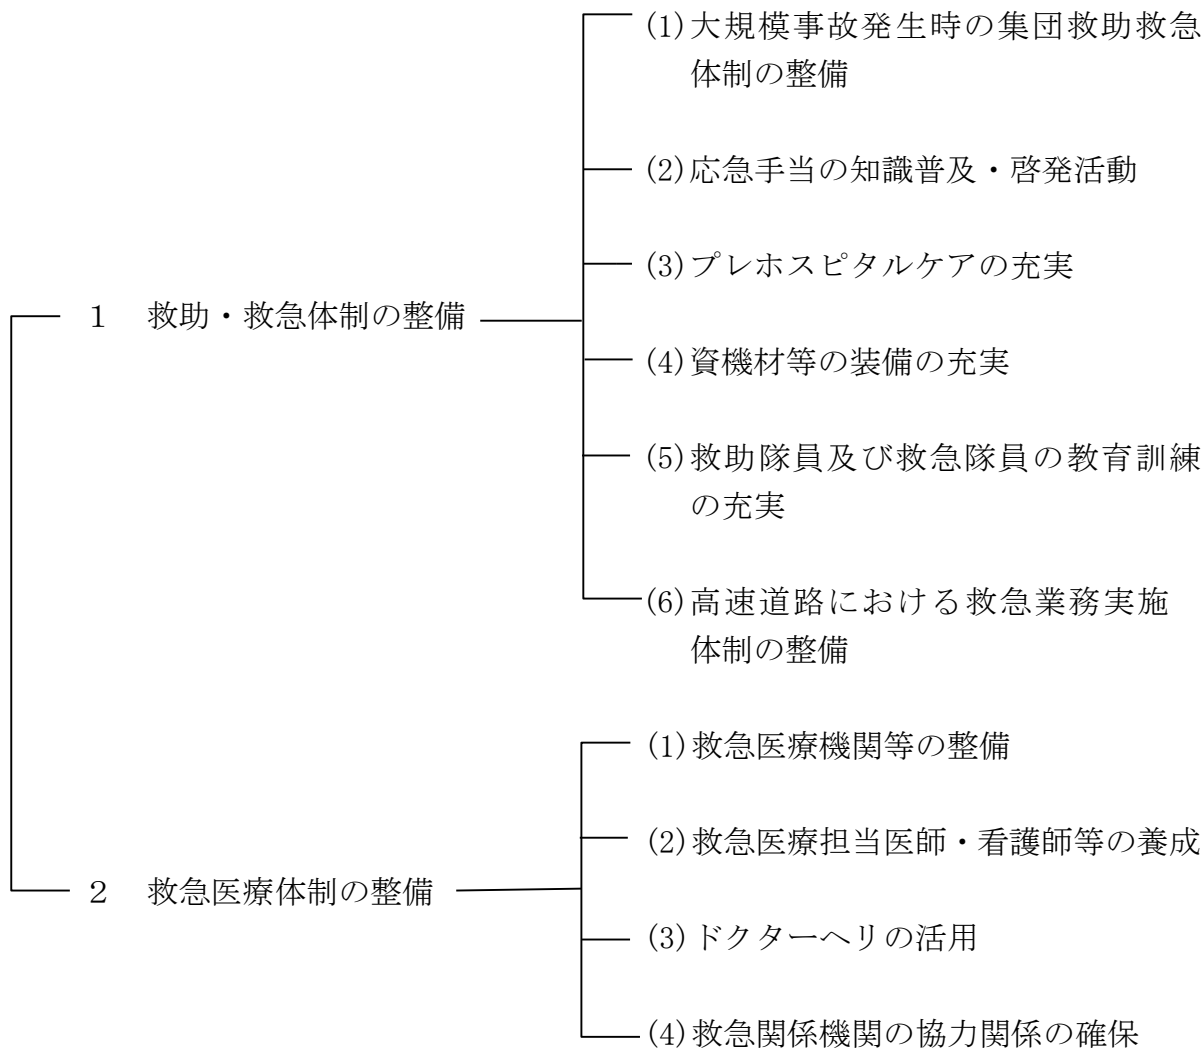 (1)大規模事故発生時の集団救助救急
体制の整備
(2)応急手当の知識普及・啓発活動
(3)プレホスピタルケアの充実
1 救助・救急体制の整備
(4)資機材等の装備の充実
(5)救助隊員及び救急隊員の教育訓練
の充実
(6)高速道路における救急業務実施
体制の整備
(1)救急医療機関等の整備
(2)救急医療担当医師・看護師等の養成
2 救急医療体制の整備
(3)ドクターヘリの活用
(4)救急関係機関の協力関係の確保